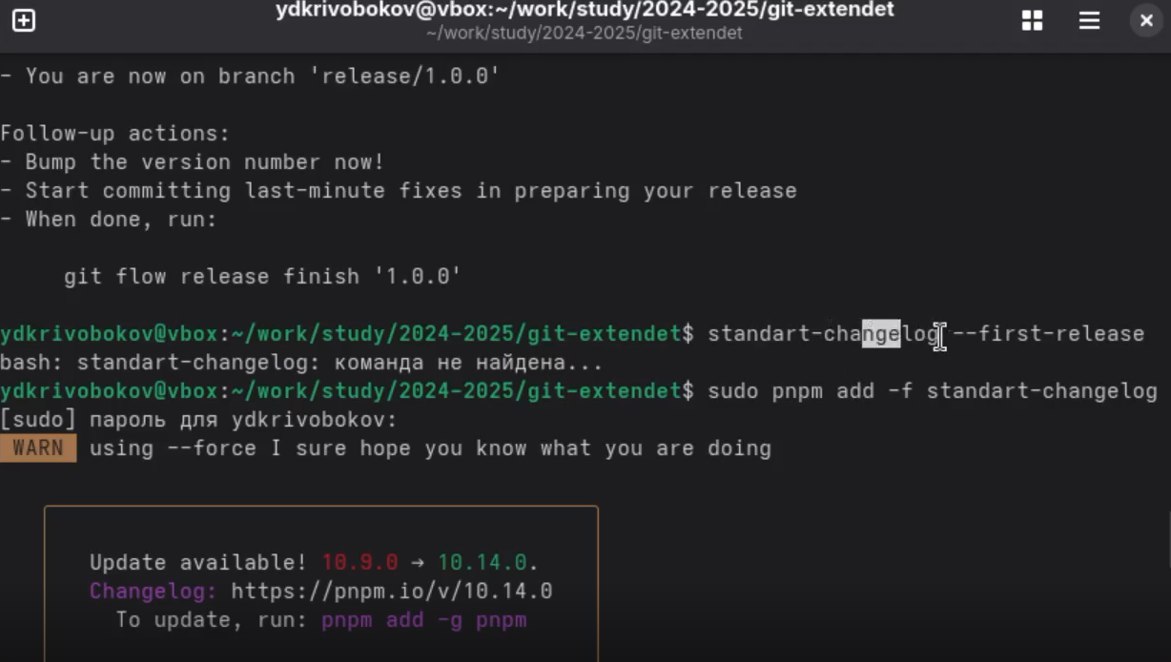 ydkrivobokov@vbox:~/work/study/2024-2025/git-extendet
~/work/study/2024-2025/git-extendet
- You are now on branch 'release/1.0.0'
Follow-up actions:
- Bump the version number now!
- Start committing last-minute fixes in preparing your release
- When done, run:
git flow release finish '1.0.0'
ydkrivobokov@vbox:~/work/study/2024-2025/git-extendet$ standart-changelog --first-release
bash: standart-changelog: команда не найдена...
ydkrivobokov@vbox:~/work/study/2024-2025/git-extendet$ sudo pnpm add -f standart-changelog
[sudo] пароль для ydkrivobokov:
WARN using --force I sure hope you know what you are doing
Update available! 10.9.0 → 10.14.0.
Changelog: https://pnpm.io/v/10.14.0
To update, run: pnpm add -g pnpm